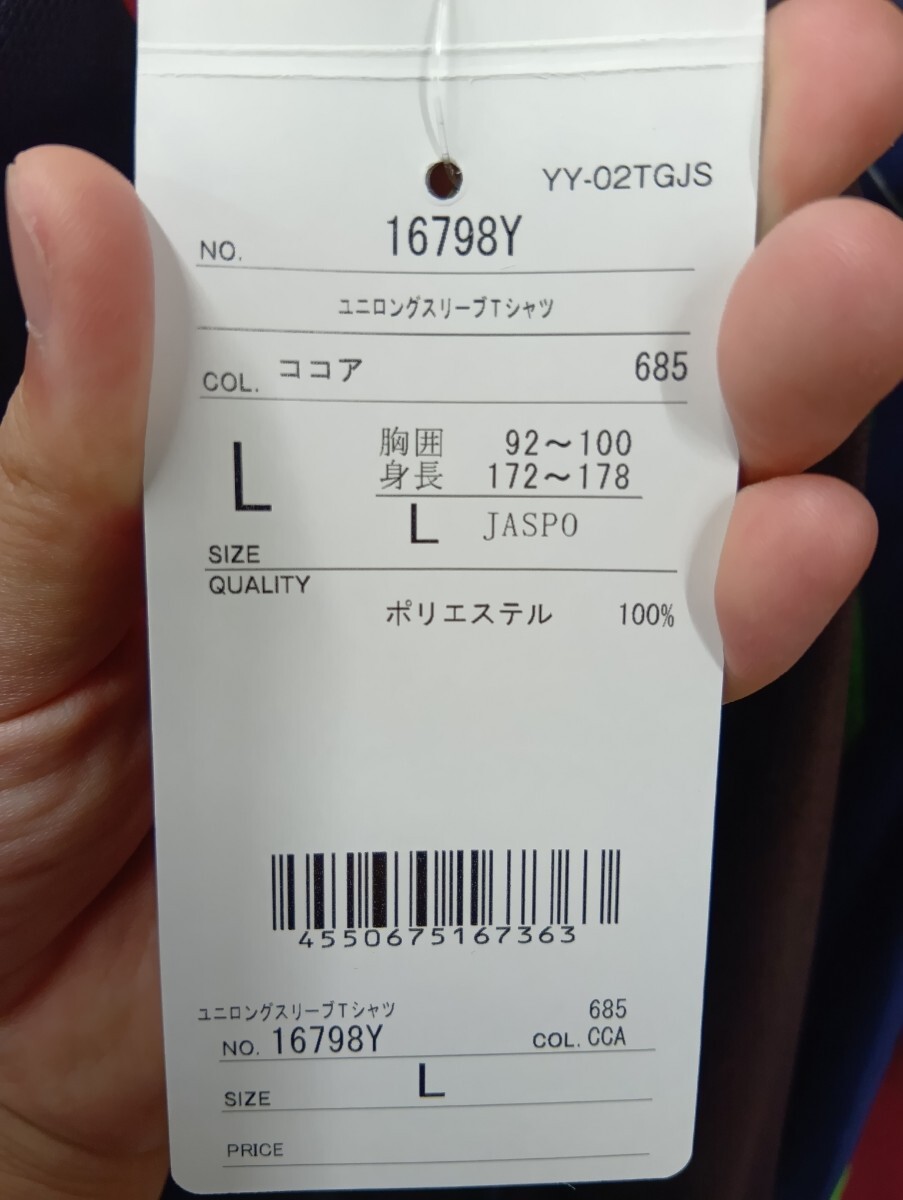 YY-02TGJS
NO. 16798Y
ユニロングスリーブTシャツ
COL. ココア 685
胸囲 92～100
身長 172～178
L
L JASPO
SIZE
QUALITY
ポリエステル 100%
4550675167363
ユニロングスリーブTシャツ 685
NO. 16798Y COL. CCA
SIZE L
PRICE